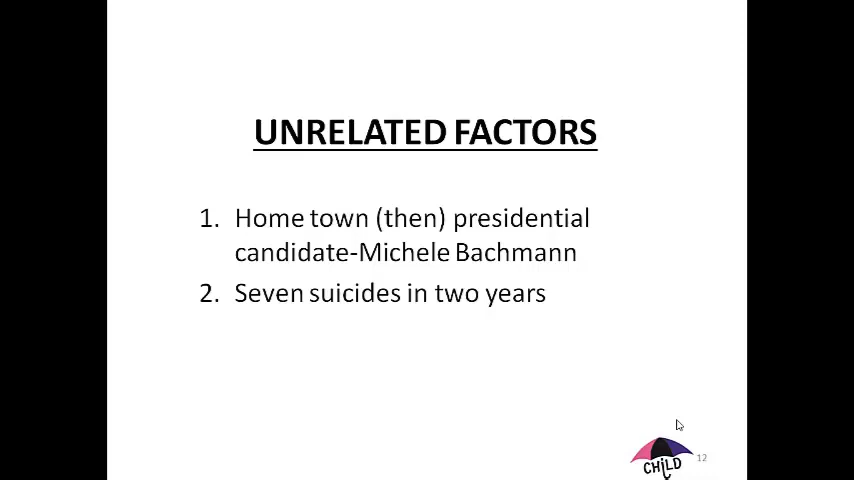 UNRELATED FACTORS
1. Home town (then) presidential
candidate-Michele Bachmann
2. Seven suicides in two years
CHiLD
12